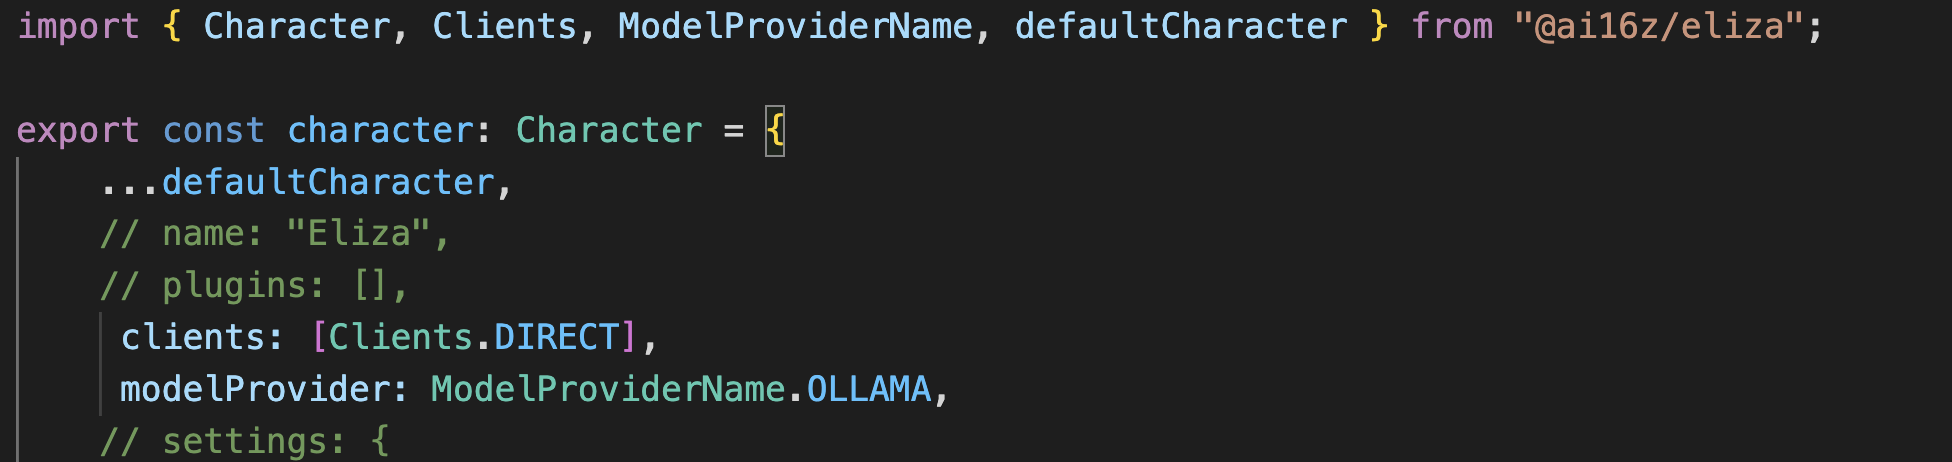 import { Character, Clients, ModelProviderName, defaultCharacter } from "@ai16z/eliza";
export const character: Character = {
...defaultCharacter,
// name: "Eliza",
// plugins: [],
clients: [Clients.DIRECT],
modelProvider: ModelProviderName.OLLAMA,
// settings: {